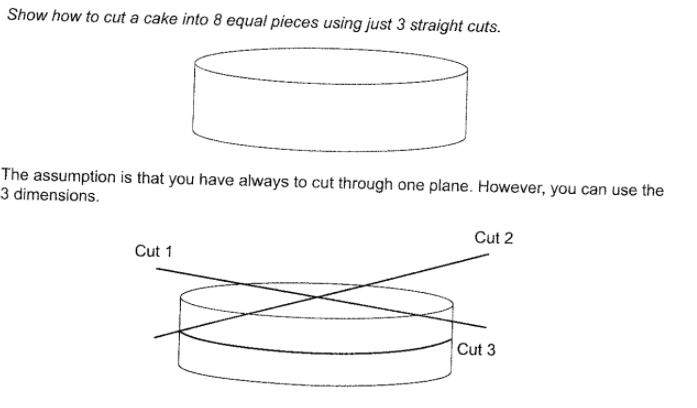 Show how to cut a cake into 8 equal pieces using just 3 straight cuts.
The assumption is that you have always to cut through one plane. However, you can use the
3 dimensions.
Cut 2
Cut 1
Cut 3